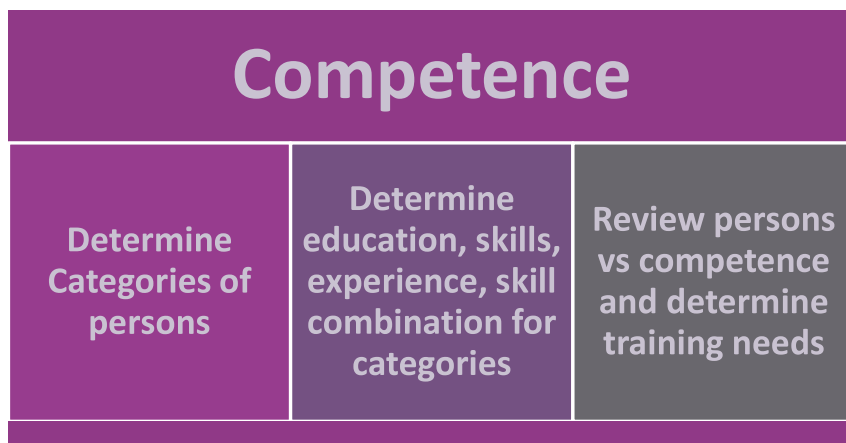 Competence
Determine
Categories of
persons
Determine
education, skills,
experience, skill
combination for
categories
Review persons
vs competence
and determine
training needs